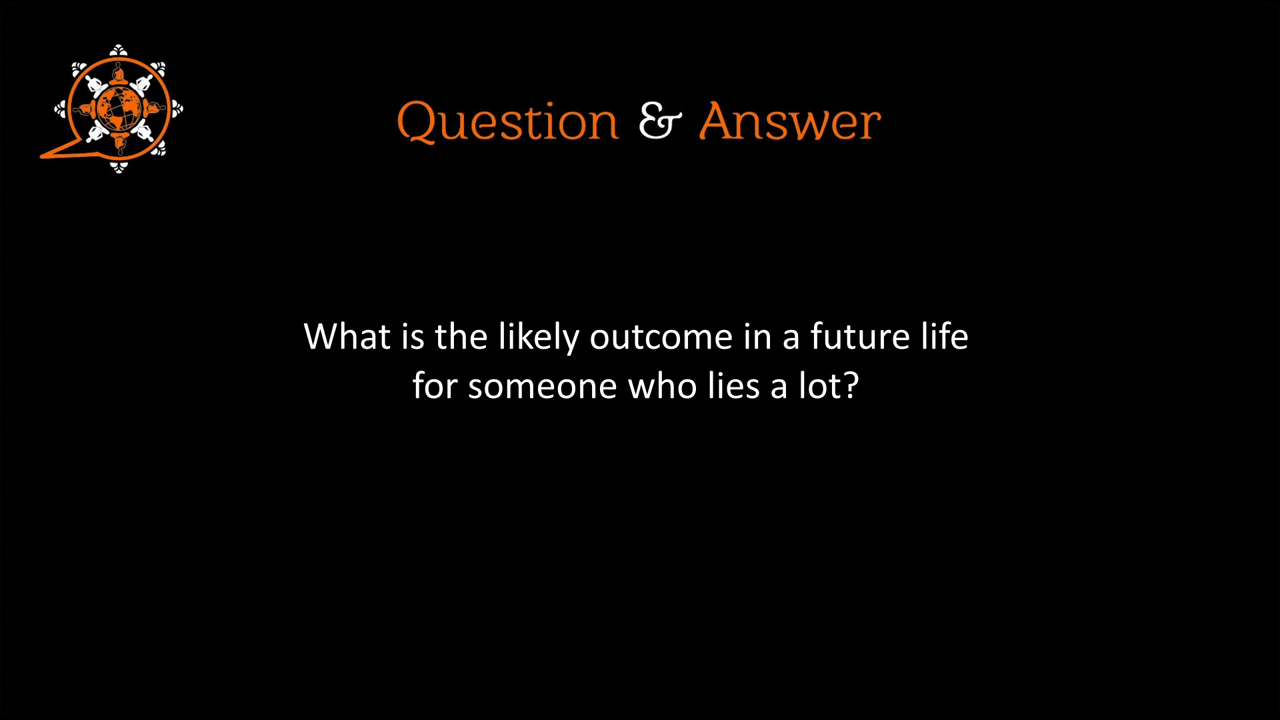 Question & Answer
What is the likely outcome in a future life
for someone who lies a lot?